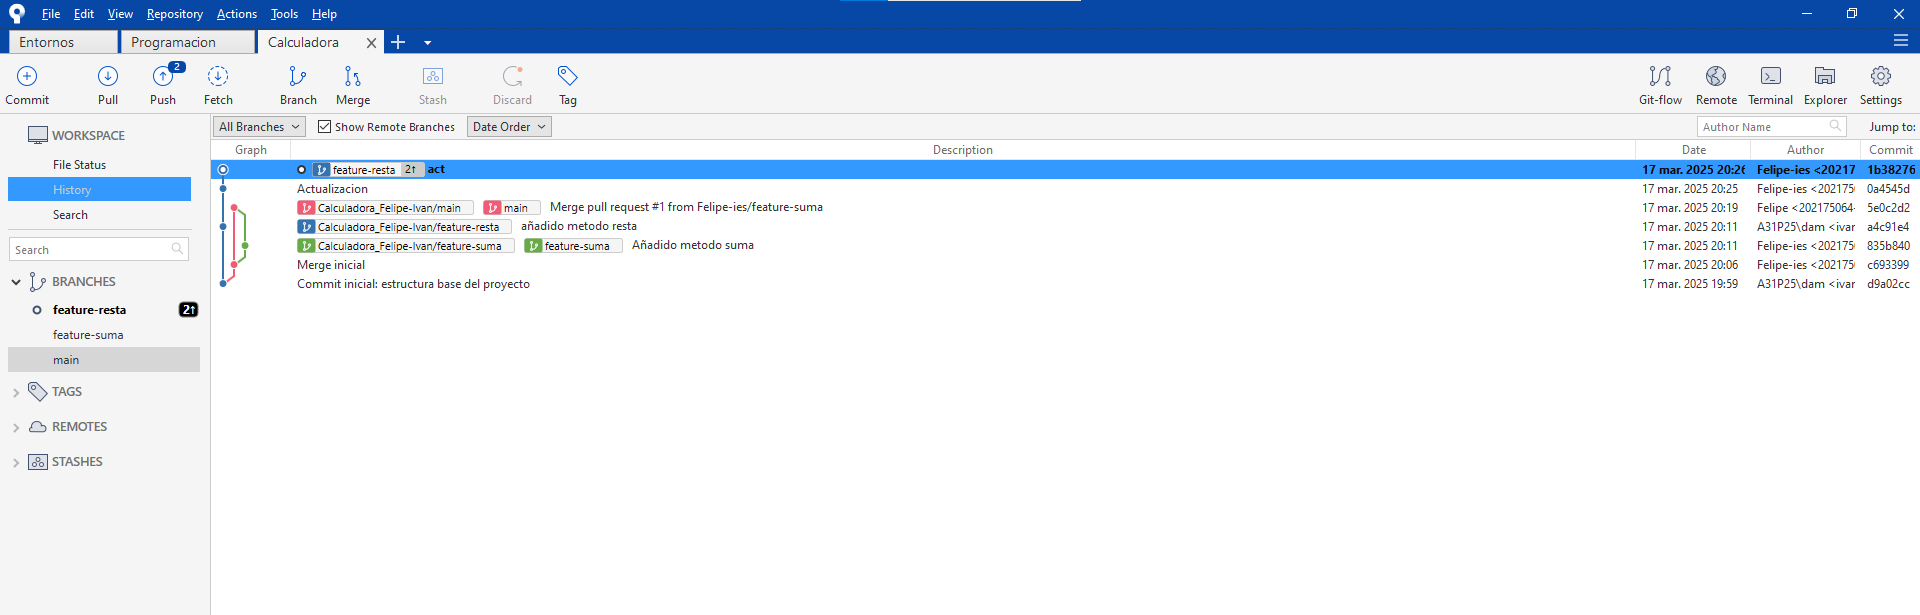 File Edit View Repository Actions Tools Help
Entornos Programacion Calculadora
2
Commit Pull Push Fetch Branch Merge Stash Discard Tag Git-flow Remote Terminal Explorer Settings
WORKSPACE
File Status
History
Search
Search
BRANCHES
feature-resta 2↑
feature-suma
main
TAGS
REMOTES
STASHES
All Branches Show Remote Branches Date Order Author Name Jump to:
Graph Description Date Author Commit
feature-resta 2↑ act 17 mar. 2025 20:26 Felipe-ies <20217 1b38276
Actualizacion 17 mar. 2025 20:25 Felipe-ies <202175 0a4545d
Calculadora_Felipe-Ivan/main main Merge pull request #1 from Felipe-ies/feature-suma 17 mar. 2025 20:19 Felipe <202175064- 5e0c2d2
Calculadora_Felipe-Ivan/feature-resta añadido metodo resta 17 mar. 2025 20:11 A31P25\dam <ivar a4c91e4
Calculadora_Felipe-Ivan/feature-suma feature-suma Añadido metodo suma 17 mar. 2025 20:11 Felipe-ies <202175 835b840
Merge inicial 17 mar. 2025 20:06 Felipe-ies <202175 c693399
Commit inicial: estructura base del proyecto 17 mar. 2025 19:59 A31P25\dam <ivar d9a02cc